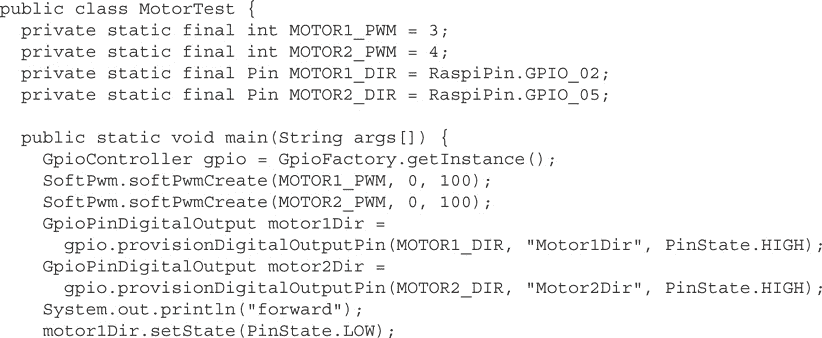 public class MotorTest {
  private static final int MOTOR1_PWM = 3;
  private static final int MOTOR2_PWM = 4;
  private static final Pin MOTOR1_DIR = RaspiPin.GPIO_02;
  private static final Pin MOTOR2_DIR = RaspiPin.GPIO_05;

  public static void main(String args[]) {
    GpioController gpio = GpioFactory.getInstance();
    SoftPwm.softPwmCreate(MOTOR1_PWM, 0, 100);
    SoftPwm.softPwmCreate(MOTOR2_PWM, 0, 100);
    GpioPinDigitalOutput motor1Dir =
      gpio.provisionDigitalOutputPin(MOTOR1_DIR, "Motor1Dir", PinState.HIGH);
    GpioPinDigitalOutput motor2Dir =
      gpio.provisionDigitalOutputPin(MOTOR2_DIR, "Motor2Dir", PinState.HIGH);
    System.out.println("forward");
    motor1Dir.setState(PinState.LOW);